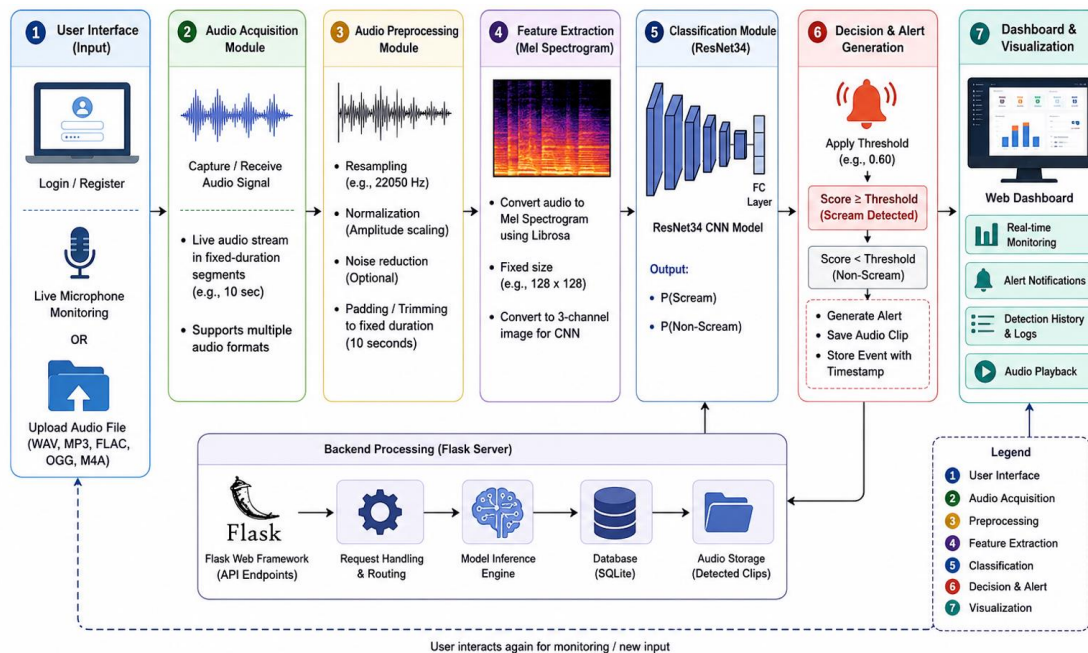 1 User Interface
(Input)
Login / Register
Live Microphone
Monitoring
OR
Upload Audio File
(WAV, MP3, FLAC,
OGG, M4A)
2 Audio Acquisition
Module
Capture / Receive
Audio Signal
• Live audio stream
in fixed-duration
segments
(e.g., 10 sec)
• Supports multiple
audio formats
3 Audio Preprocessing
Module
• Resampling
(e.g., 22050 Hz)
• Normalization
(Amplitude scaling)
• Noise reduction
(Optional)
• Padding / Trimming
to fixed duration
(10 seconds)
4 Feature Extraction
(Mel Spectrogram)
• Convert audio to
Mel Spectrogram
using Librosa
• Fixed size
(e.g., 128 x 128)
• Convert to 3-channel
image for CNN
5 Classification Module
(ResNet34)
FC
Layer
ResNet34 CNN Model
Output:
• P(Scream)
• P(Non-Scream)
6 Decision & Alert
Generation
Apply Threshold
(e.g., 0.60)
Score ≥ Threshold
(Scream Detected)
Score < Threshold
(Non-Scream)
• Generate Alert
• Save Audio Clip
• Store Event with
Timestamp
7 Dashboard &
Visualization
Web Dashboard
Real-time
Monitoring
Alert Notifications
Detection History
& Logs
Audio Playback
Backend Processing (Flask Server)
Flask
Flask Web Framework
(API Endpoints)
Request Handling
& Routing
Model Inference
Engine
Database
(SQLite)
Audio Storage
(Detected Clips)
Legend
1 User Interface
2 Audio Acquisition
3 Preprocessing
4 Feature Extraction
5 Classification
6 Decision & Alert
7 Visualization
User interacts again for monitoring / new input